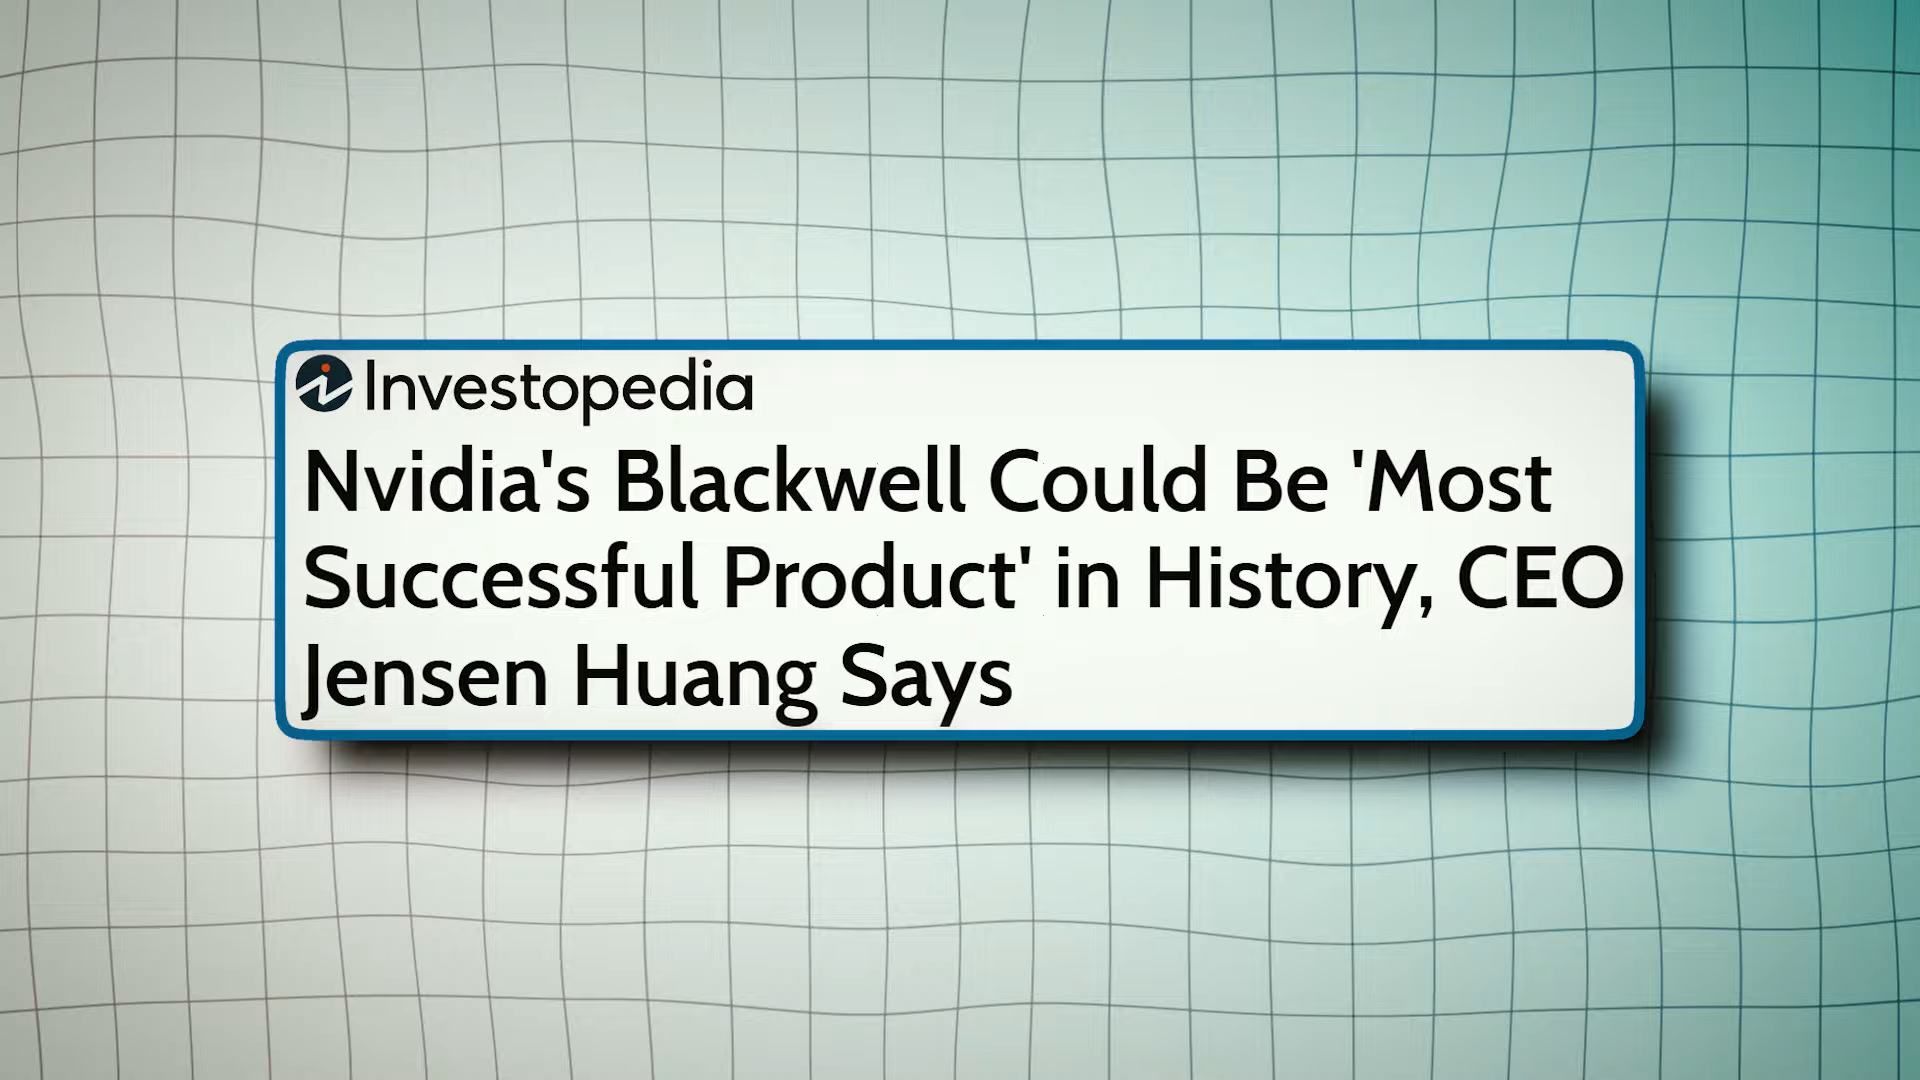 Investopedia
Nvidia's Blackwell Could Be 'Most
Successful Product' in History, CEO
Jensen Huang Says